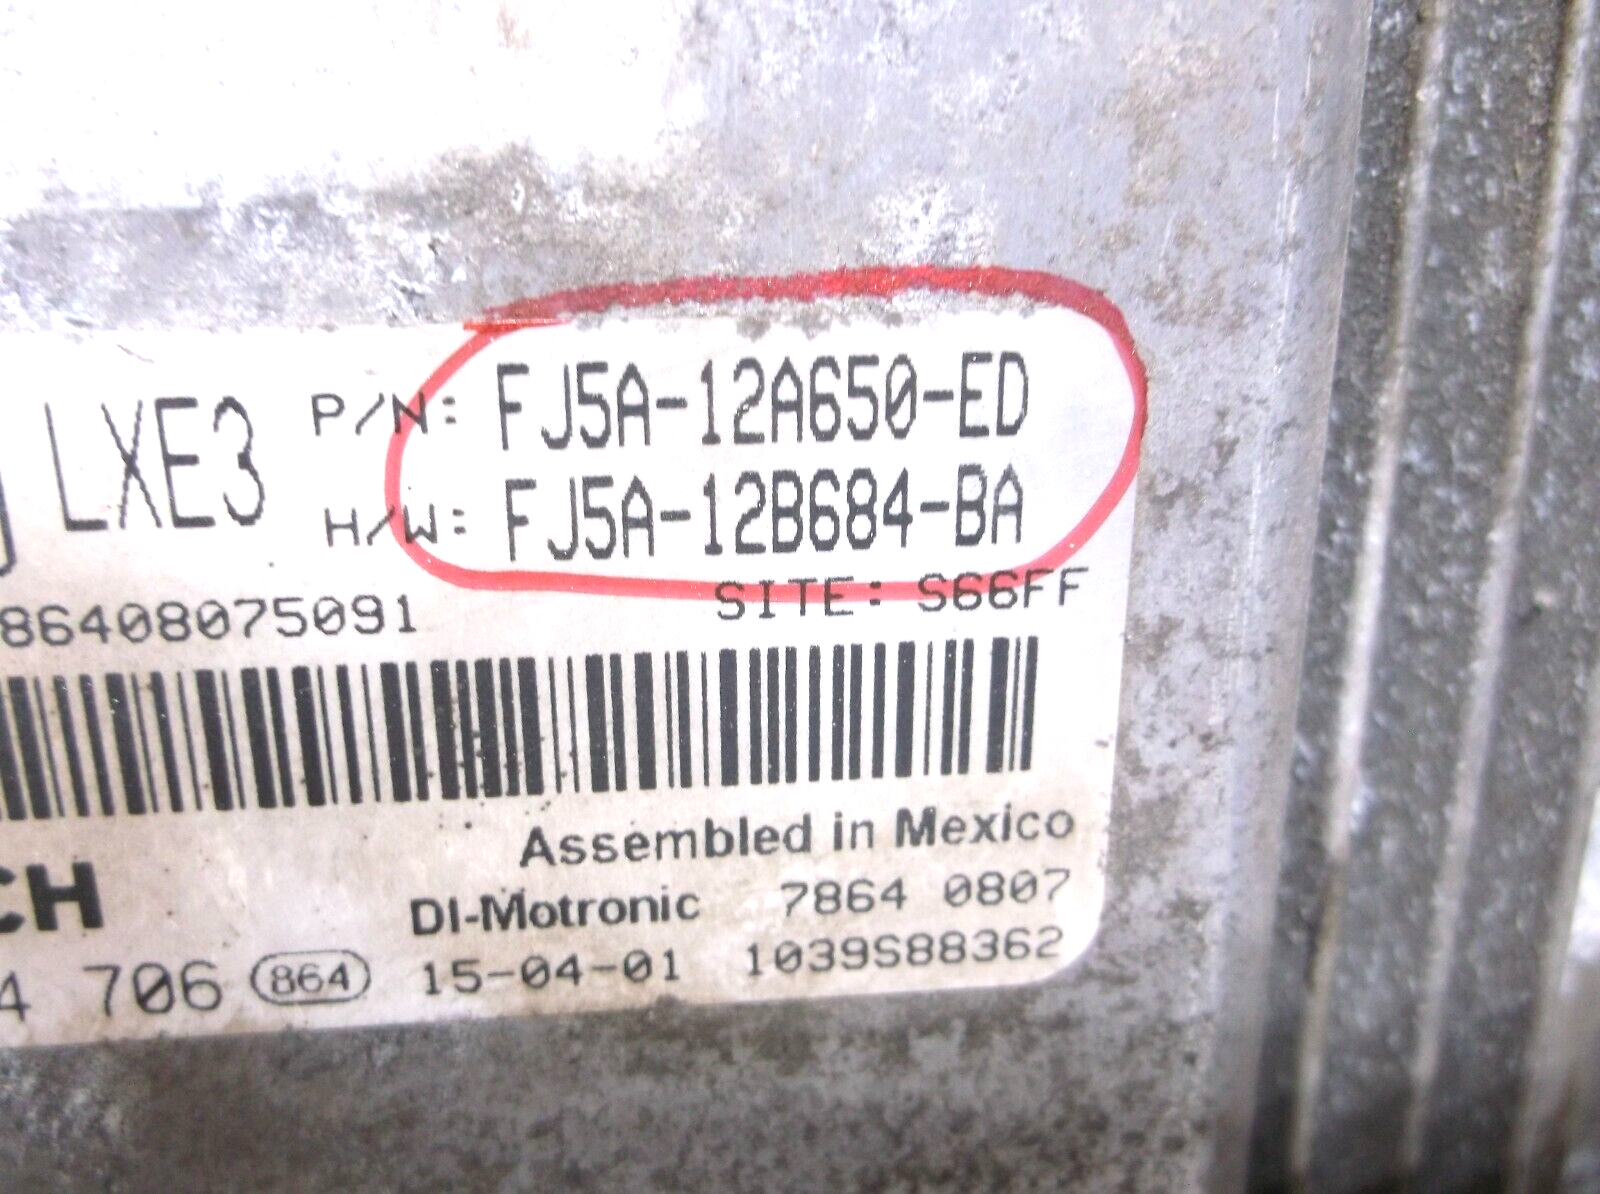 LXE3 P/N: FJ5A-12A650-ED
H/W: FJ5A-12B684-BA
SITE: S66FF
86408075091
Assembled in Mexico
CH
DI-Motronic 7864 0807
4 706 864 15-04-01 1039S88362